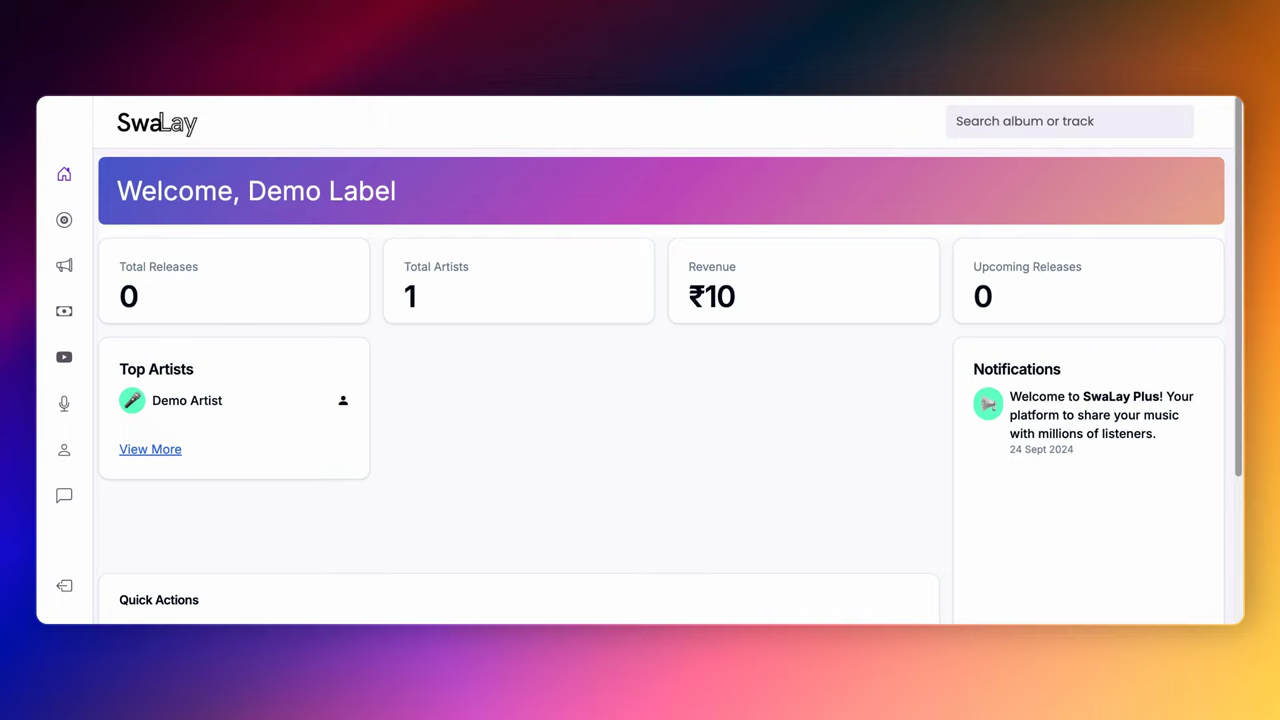 SwaLay
Search album or track
Welcome, Demo Label
Total Releases
0
Total Artists
1
Revenue
₹10
Upcoming Releases
0
Top Artists
Demo Artist
View More
Notifications
Welcome to SwaLay Plus! Your
platform to share your music
with millions of listeners.
24 Sept 2024
Quick Actions